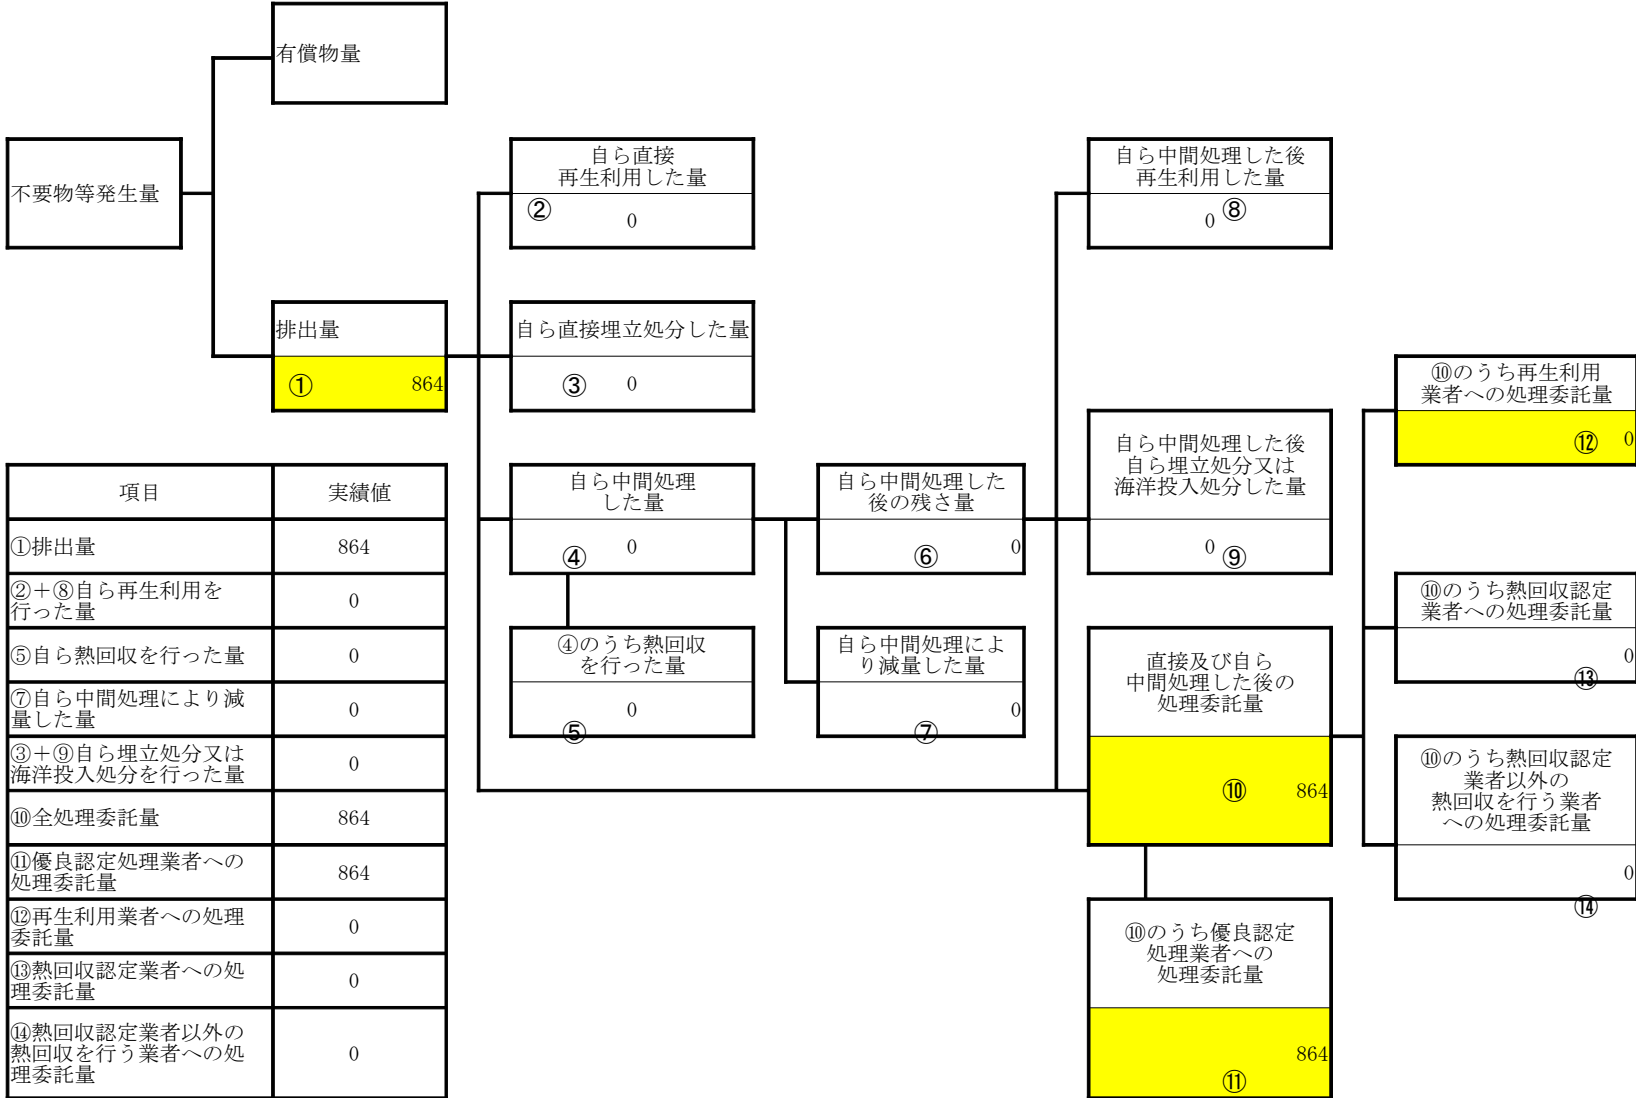 有償物量
不要物等発生量
自ら直接
再生利用した量
②
0
自ら中間処理した後
再生利用した量
0
⑧
排出量
①
864
自ら直接埋立処分した量
③
0
⑩のうち再生利用
業者への処理委託量
⑫
0
自ら中間処理
した量
④
0
自ら中間処理した
後の残さ量
⑥
0
自ら中間処理した後
自ら埋立処分又は
海洋投入処分した量
0
⑨
⑩のうち熱回収認定
業者への処理委託量
0
⑬
④のうち熱回収
を行った量
0
⑤
自ら中間処理によ
り減量した量
0
⑦
直接及び自ら
中間処理した後の
処理委託量
⑩
864
⑩のうち熱回収認定
業者以外の
熱回収を行う業者
への処理委託量
0
⑭
⑩のうち優良認定
処理業者への
処理委託量
864
⑪
項目 実績値
①排出量 864
②＋⑧自ら再生利用を
行った量
0
⑤自ら熱回収を行った量 0
⑦自ら中間処理により減
量した量
0
③＋⑨自ら埋立処分又は
海洋投入処分を行った量
0
⑩全処理委託量 864
⑪優良認定処理業者への
処理委託量
864
⑫再生利用業者への処理
委託量
0
⑬熱回収認定業者への処
理委託量
0
⑭熱回収認定業者以外の
熱回収を行う業者への処
理委託量
0